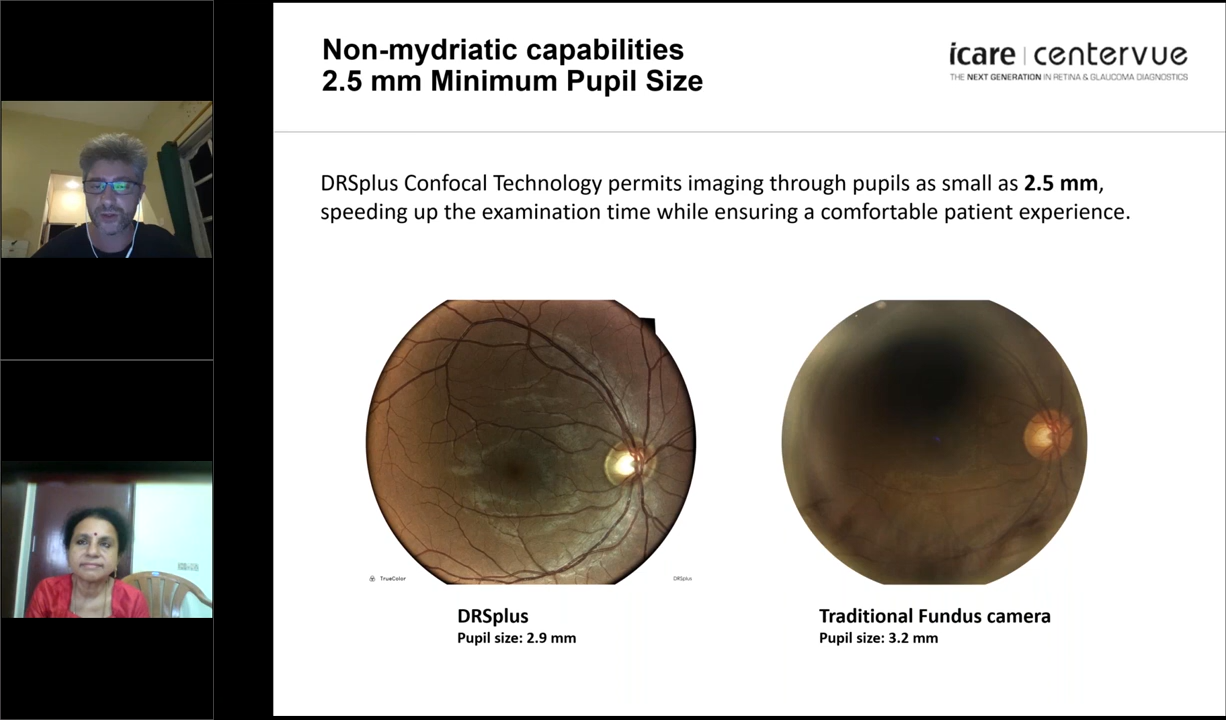 Non-mydriatic capabilities
2.5 mm Minimum Pupil Size
icare | centervue
THE NEXT GENERATION IN RETINA & GLAUCOMA DIAGNOSTICS
DRSplus Confocal Technology permits imaging through pupils as small as 2.5 mm,
speeding up the examination time while ensuring a comfortable patient experience.
TrueColor
DRSplus
DRSplus
Pupil size: 2.9 mm
Traditional Fundus camera
Pupil size: 3.2 mm